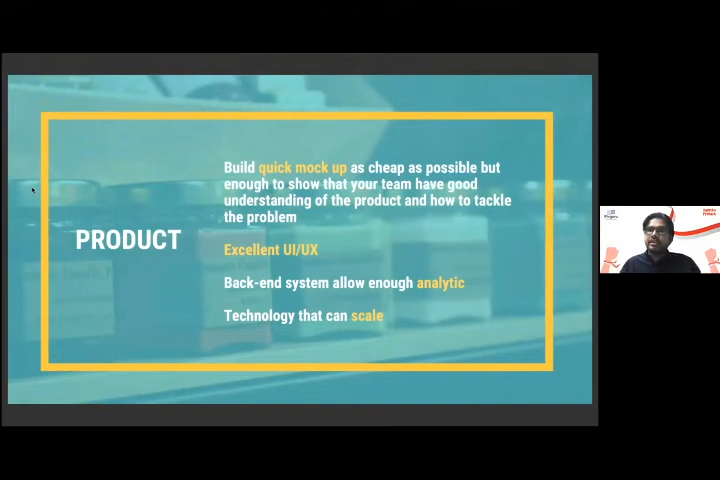 Build quick mock up as cheap as possible but
enough to show that your team have good
understanding of the product and how to tackle
the problem
PRODUCT
Excellent UI/UX
Back-end system allow enough analytic
Technology that can scale